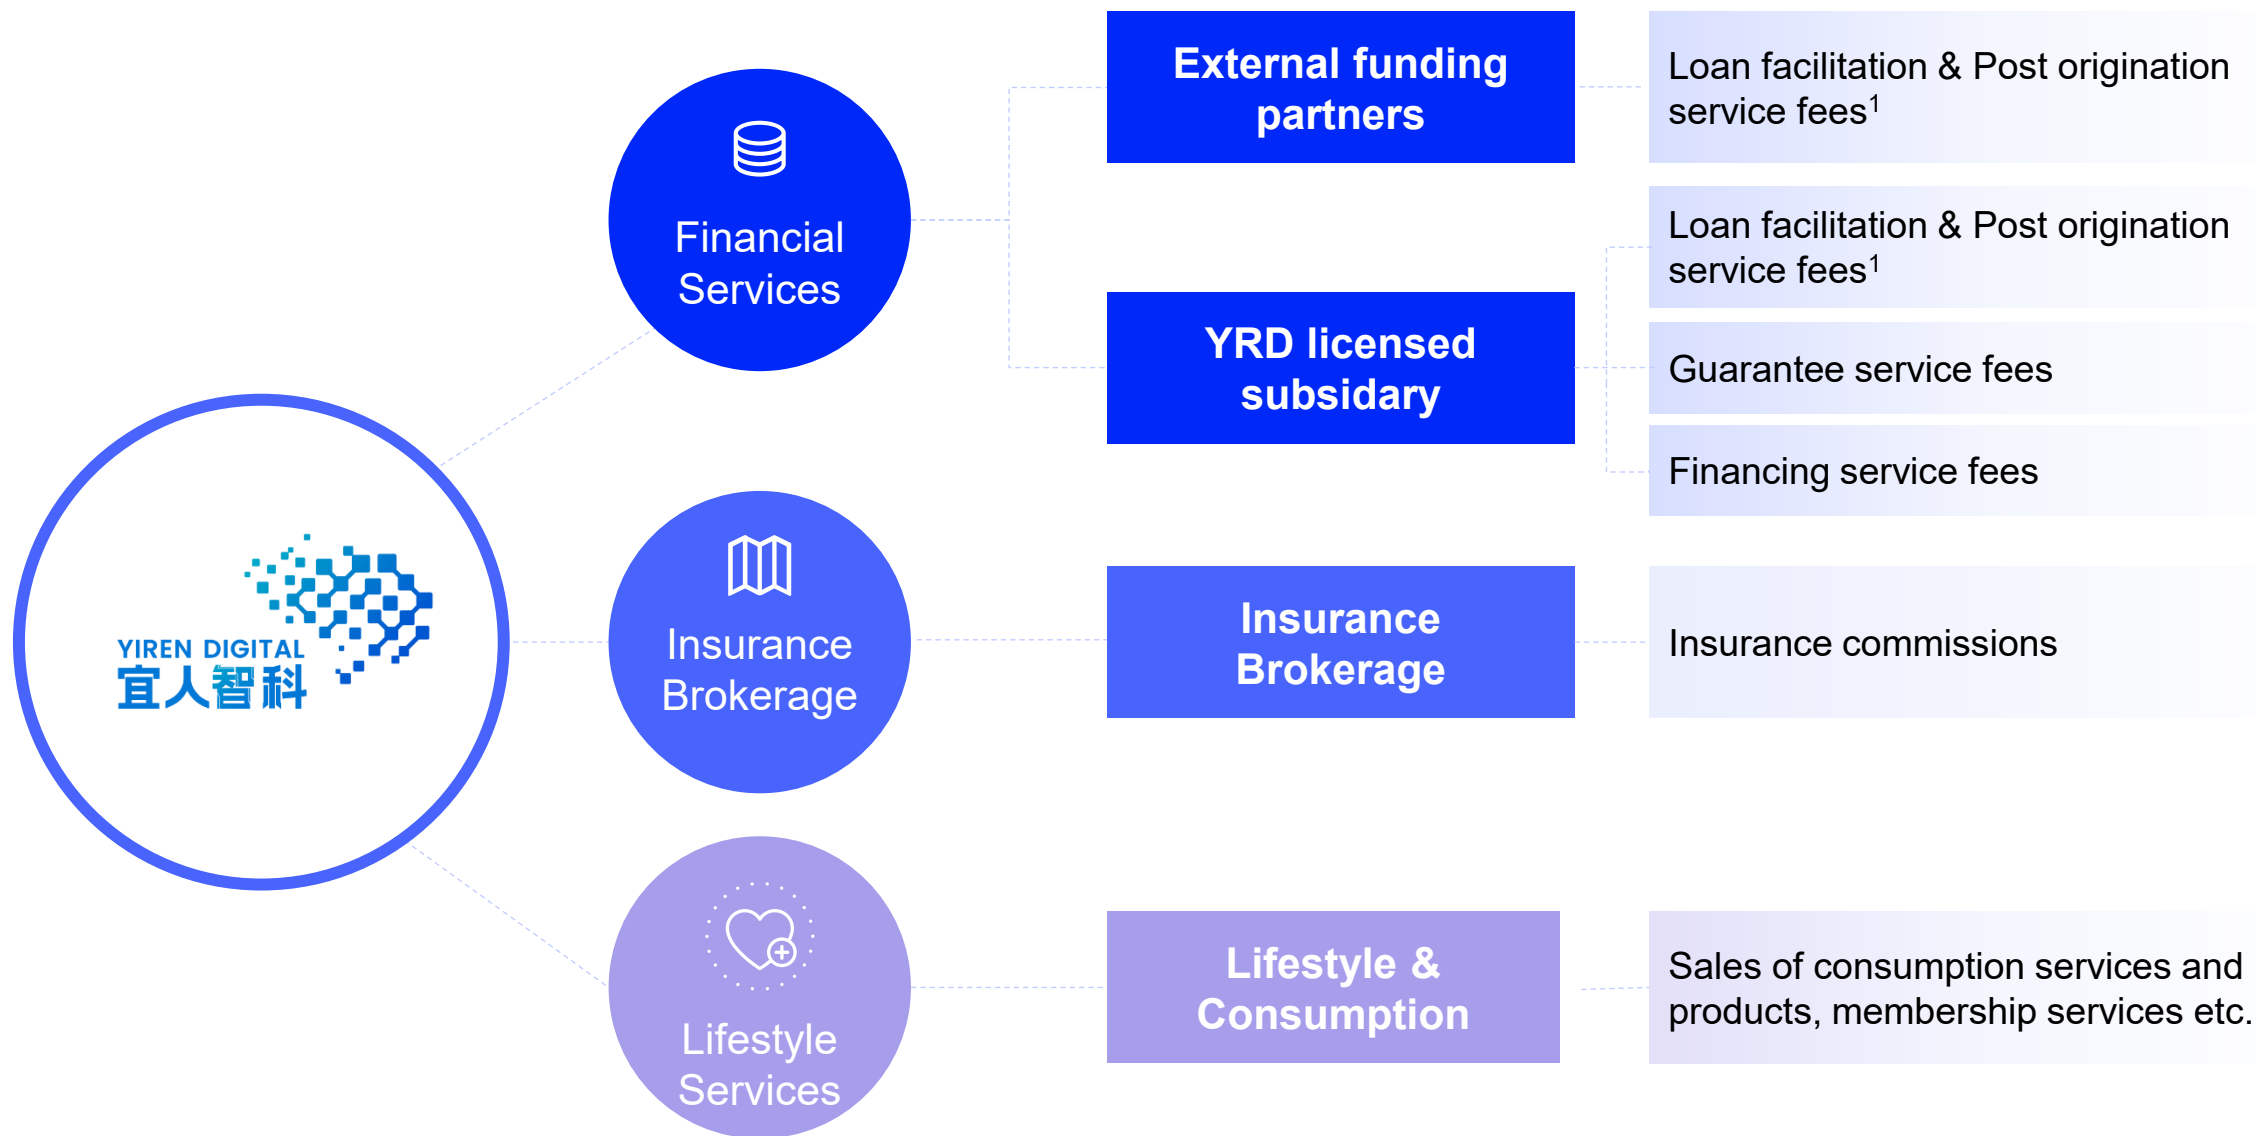 External funding
partners
Loan facilitation & Post origination
service fees¹
Financial
Services
Loan facilitation & Post origination
service fees¹
YRD licensed
subsidary
Guarantee service fees
Financing service fees
YIREN DIGITAL
宜人智科
Insurance
Brokerage
Insurance
Brokerage
Insurance commissions
Lifestyle
Services
Lifestyle &
Consumption
Sales of consumption services and
products, membership services etc.